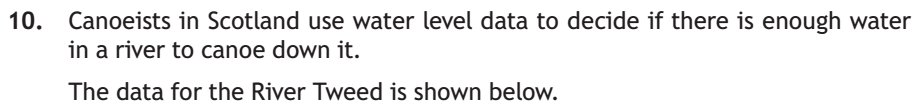 10. Canoeists in Scotland use water level data to decide if there is enough water
in a river to canoe down it.
The data for the River Tweed is shown below.